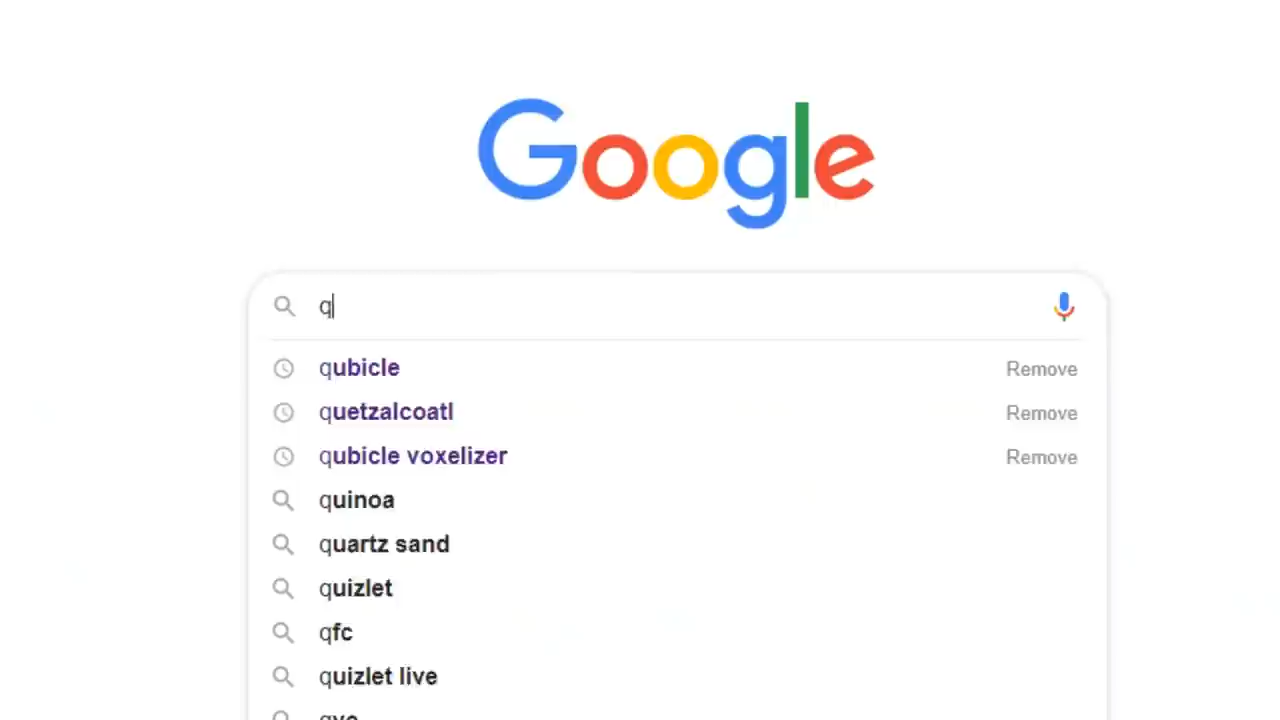 Google
q
qubicle Remove
quetzalcoatl Remove
qubicle voxelizer Remove
quinoa
quartz sand
quizlet
qfc
quizlet live